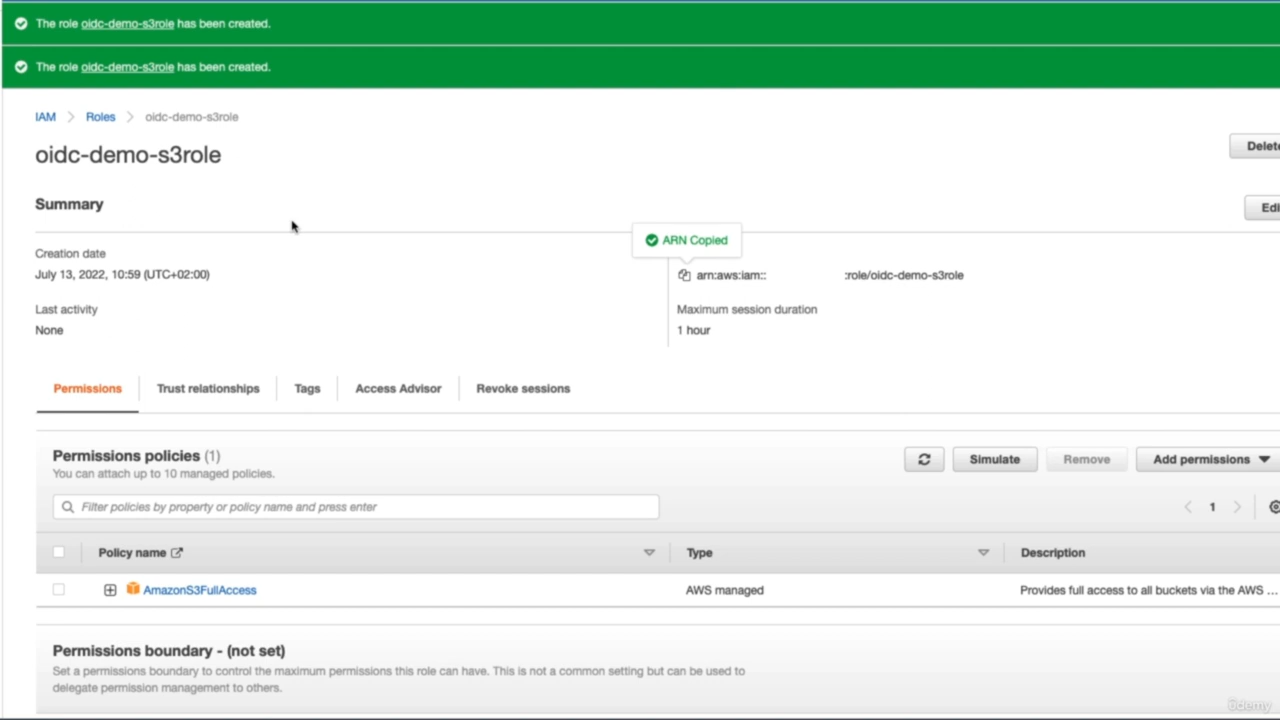 The role oidc-demo-s3role has been created.
The role oidc-demo-s3role has been created.
IAM > Roles > oidc-demo-s3role
oidc-demo-s3role
Delete
Summary
Edi
Creation date
July 13, 2022, 10:59 (UTC+02:00)
ARN Copied
arn:aws:iam:: :role/oidc-demo-s3role
Last activity
None
Maximum session duration
1 hour
Permissions Trust relationships Tags Access Advisor Revoke sessions
Permissions policies (1)
You can attach up to 10 managed policies.
Simulate Remove Add permissions
Filter policies by property or policy name and press enter
1
Policy name Type Description
AmazonS3FullAccess AWS managed Provides full access to all buckets via the AWS ...
Permissions boundary - (not set)
Set a permissions boundary to control the maximum permissions this role can have. This is not a common setting but can be used to
delegate permission management to others.
Udemy